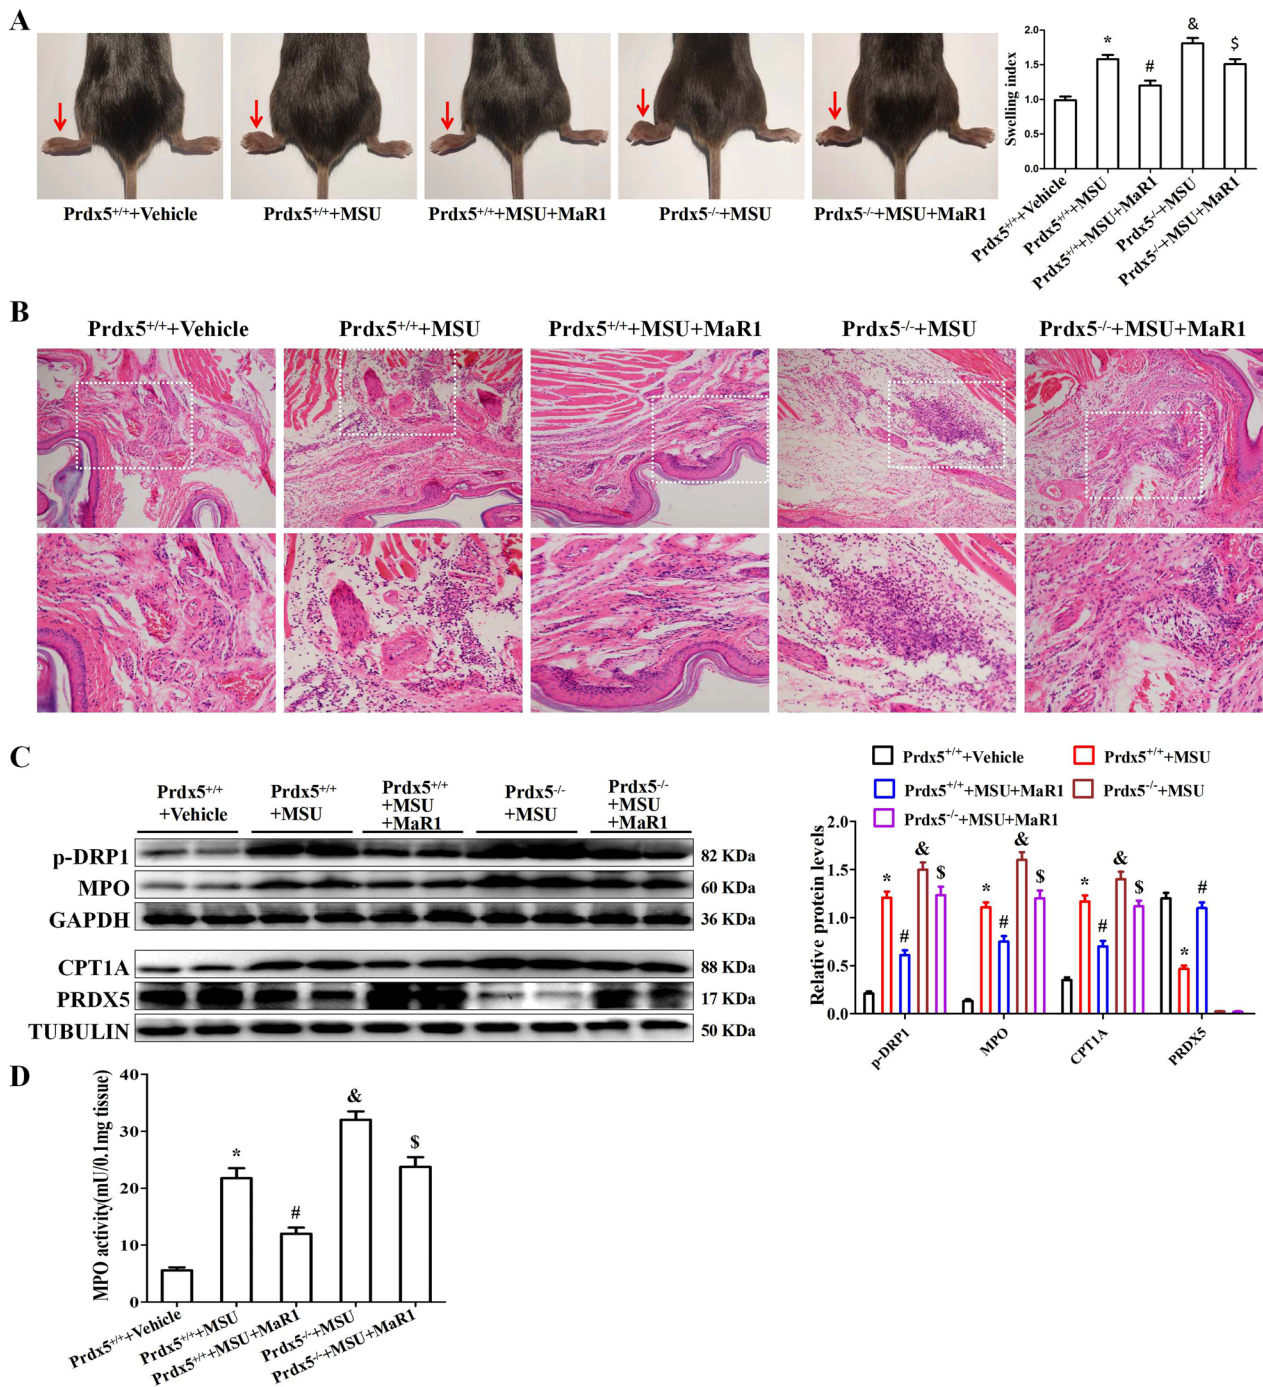 A
Prdx5+/++Vehicle
Prdx5+/++MSU
Prdx5+/++MSU+MaR1
Prdx5-/-+MSU
Prdx5-/-+MSU+MaR1
Swelling index
2.0
1.5
1.0
0.5
0.0
*
#
&
$
Prdx5+/++Vehicle
Prdx5+/++MSU
Prdx5+/++MSU+MaR1
Prdx5-/-+MSU
Prdx5-/-+MSU+MaR1
B
Prdx5+/++Vehicle
Prdx5+/++MSU
Prdx5+/++MSU+MaR1
Prdx5-/-+MSU
Prdx5-/-+MSU+MaR1
C
Prdx5+/+
+Vehicle
Prdx5+/+
+MSU
Prdx5+/+
+MSU
+MaR1
Prdx5-/-
+MSU
Prdx5-/-
+MSU
+MaR1
p-DRP1
82 KDa
MPO
60 KDa
GAPDH
36 KDa
CPT1A
88 KDa
PRDX5
17 KDa
TUBULIN
50 KDa
Prdx5+/++Vehicle
Prdx5+/++MSU
Prdx5+/++MSU+MaR1
Prdx5-/-+MSU
Prdx5-/-+MSU+MaR1
Relative protein levels
2.0
1.5
1.0
0.5
0.0
*
#
&
$
*
#
&
$
*
#
&
$
*
#
p-DRP1
MPO
CPT1A
PRDX5
D
MPO activity(mU/0.1mg tissue)
40
30
20
10
0
*
#
&
$
Prdx5+/++Vehicle
Prdx5+/++MSU
Prdx5+/++MSU+MaR1
Prdx5-/-+MSU
Prdx5-/-+MSU+MaR1